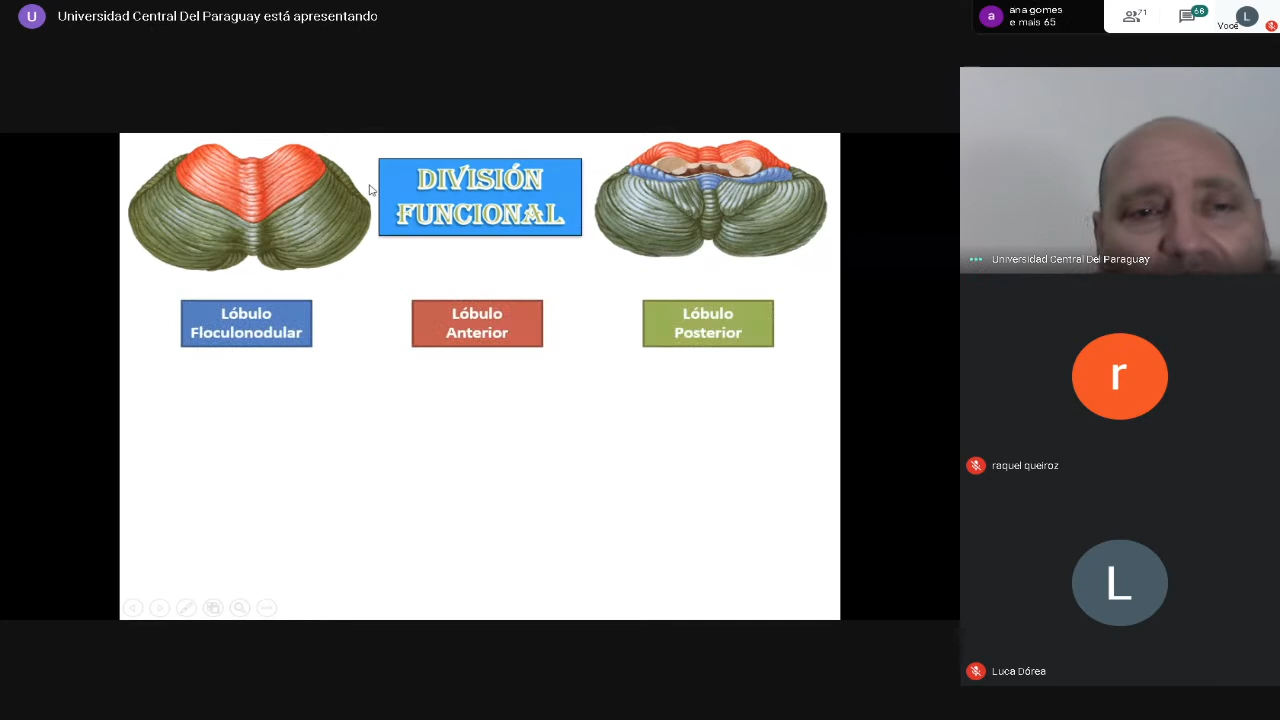 U
Universidad Central Del Paraguay está apresentando
a
ana gomes
e mais 65
71
68
L
Você
DIVISIÓN
FUNCIONAL
Lóbulo
Floculonodular
Lóbulo
Anterior
Lóbulo
Posterior
Universidad Central Del Paraguay
r
raquel queiroz
L
Luca Dórea